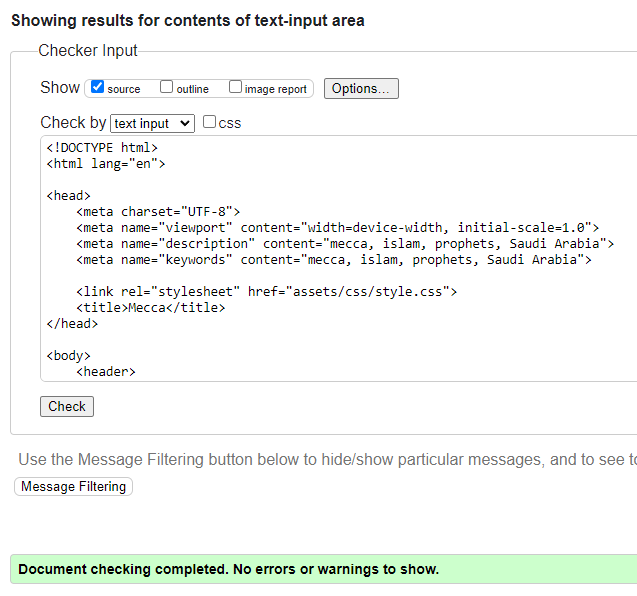 Showing results for contents of text-input area
Checker Input
Show source outline image report Options...
Check by text input css
<!DOCTYPE html>
<html lang="en">
<head>
<meta charset="UTF-8">
<meta name="viewport" content="width=device-width, initial-scale=1.0">
<meta name="description" content="mecca, islam, prophets, Saudi Arabia">
<meta name="keywords" content="mecca, islam, prophets, Saudi Arabia">
<link rel="stylesheet" href="assets/css/style.css">
<title>Mecca</title>
</head>
<body>
<header>
Check
Use the Message Filtering button below to hide/show particular messages, and to see
Message Filtering
Document checking completed. No errors or warnings to show.